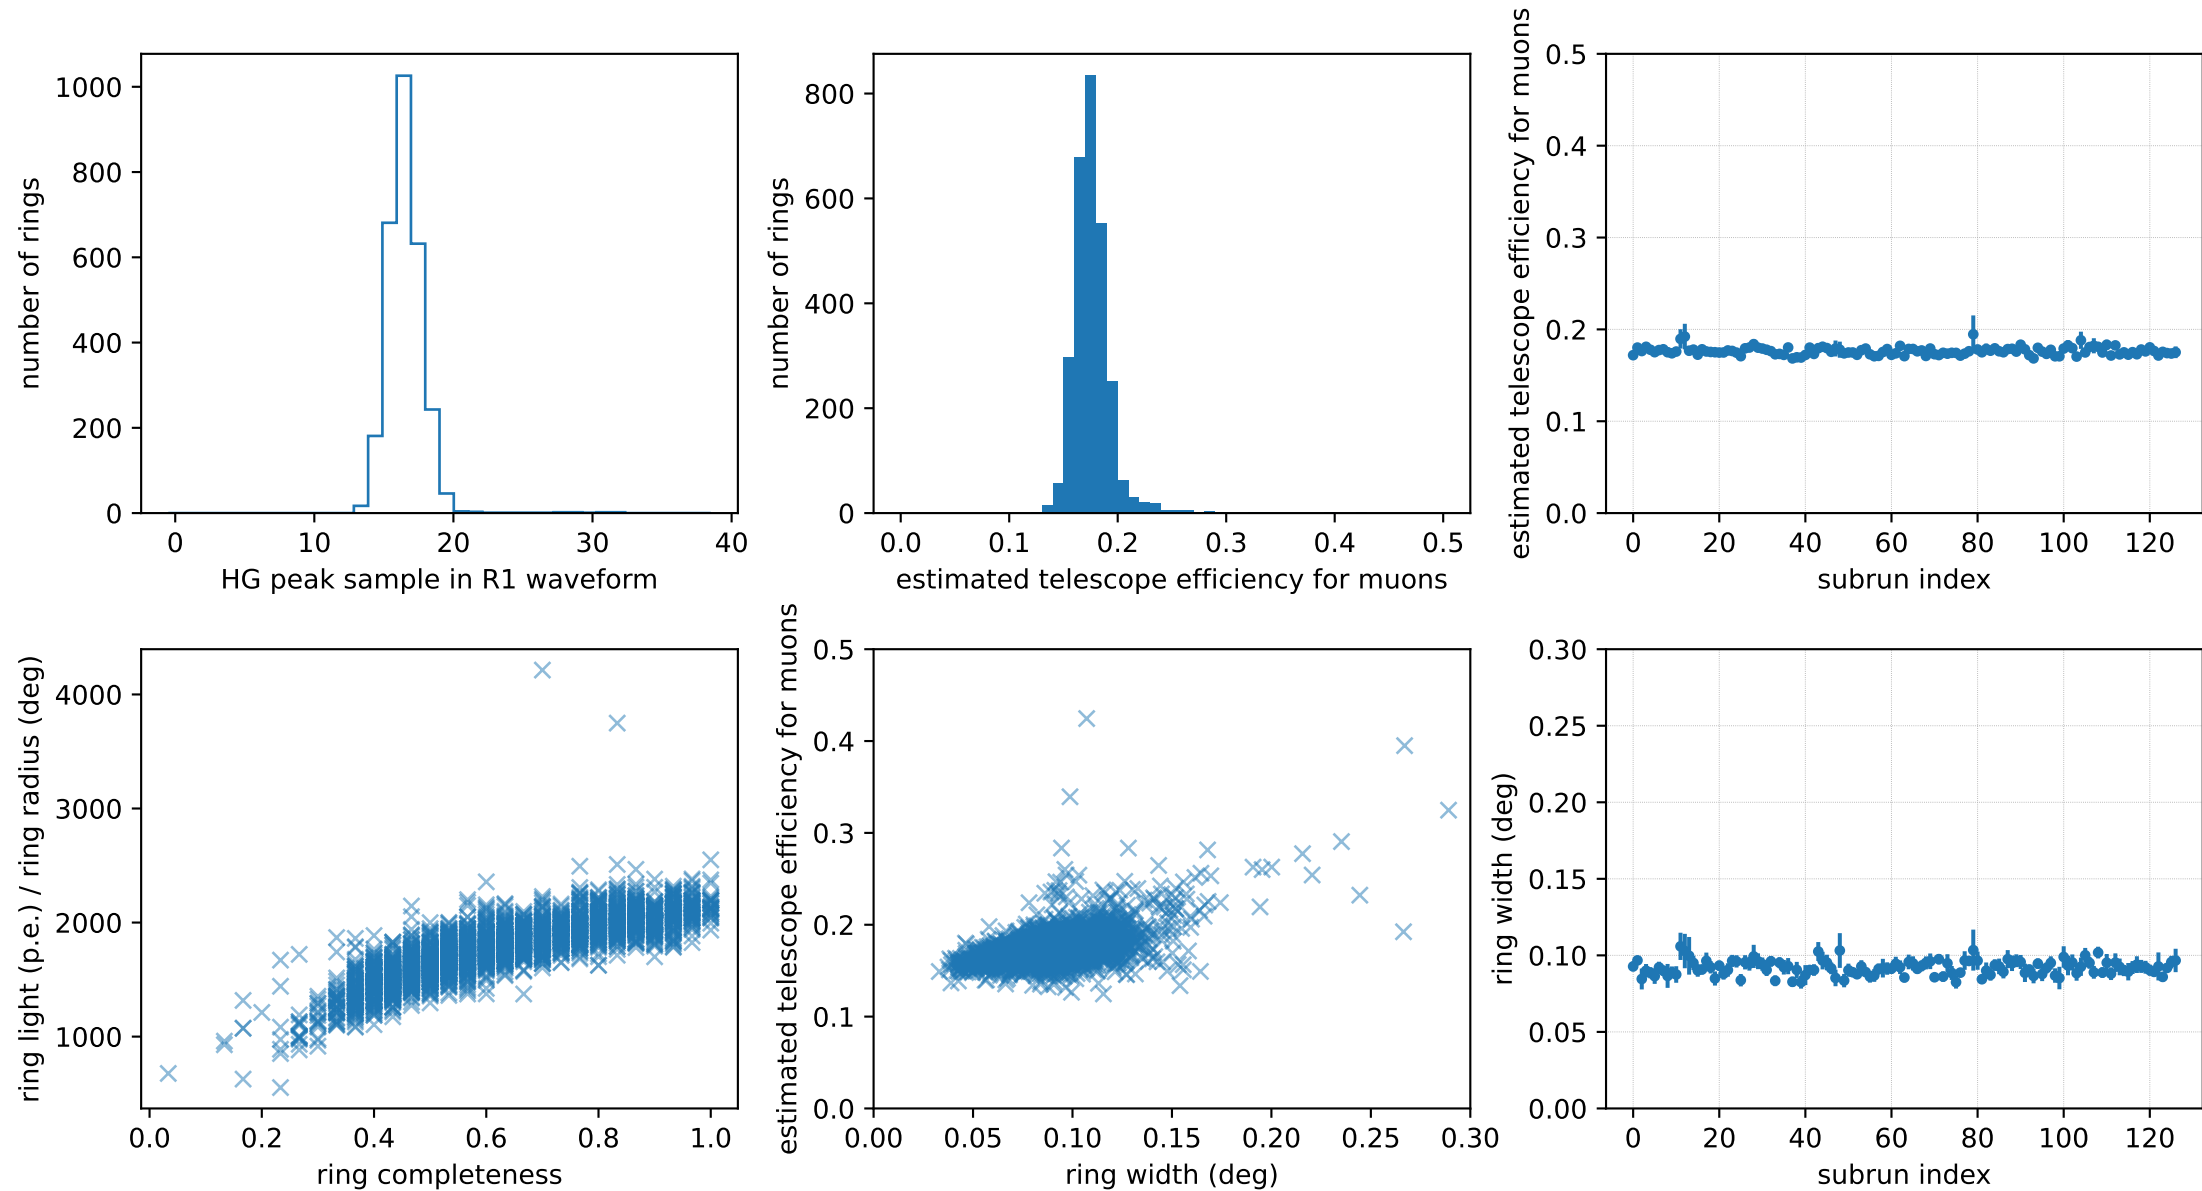 number of rings
1000
800
600
400
200
0
0 10 20 30 40
HG peak sample in R1 waveform
number of rings
800
600
400
200
0
0.0 0.1 0.2 0.3 0.4 0.5
estimated telescope efficiency for muons
estimated telescope efficiency for muons
0.5
0.4
0.3
0.2
0.1
0.0
0 20 40 60 80 100 120
subrun index
ring light (p.e.) / ring radius (deg)
4000
3000
2000
1000
0.0 0.2 0.4 0.6 0.8 1.0
ring completeness
estimated telescope efficiency for muons
0.5
0.4
0.3
0.2
0.1
0.0
0.00 0.05 0.10 0.15 0.20 0.25 0.30
ring width (deg)
ring width (deg)
0.30
0.25
0.20
0.15
0.10
0.05
0.00
0 20 40 60 80 100 120
subrun index